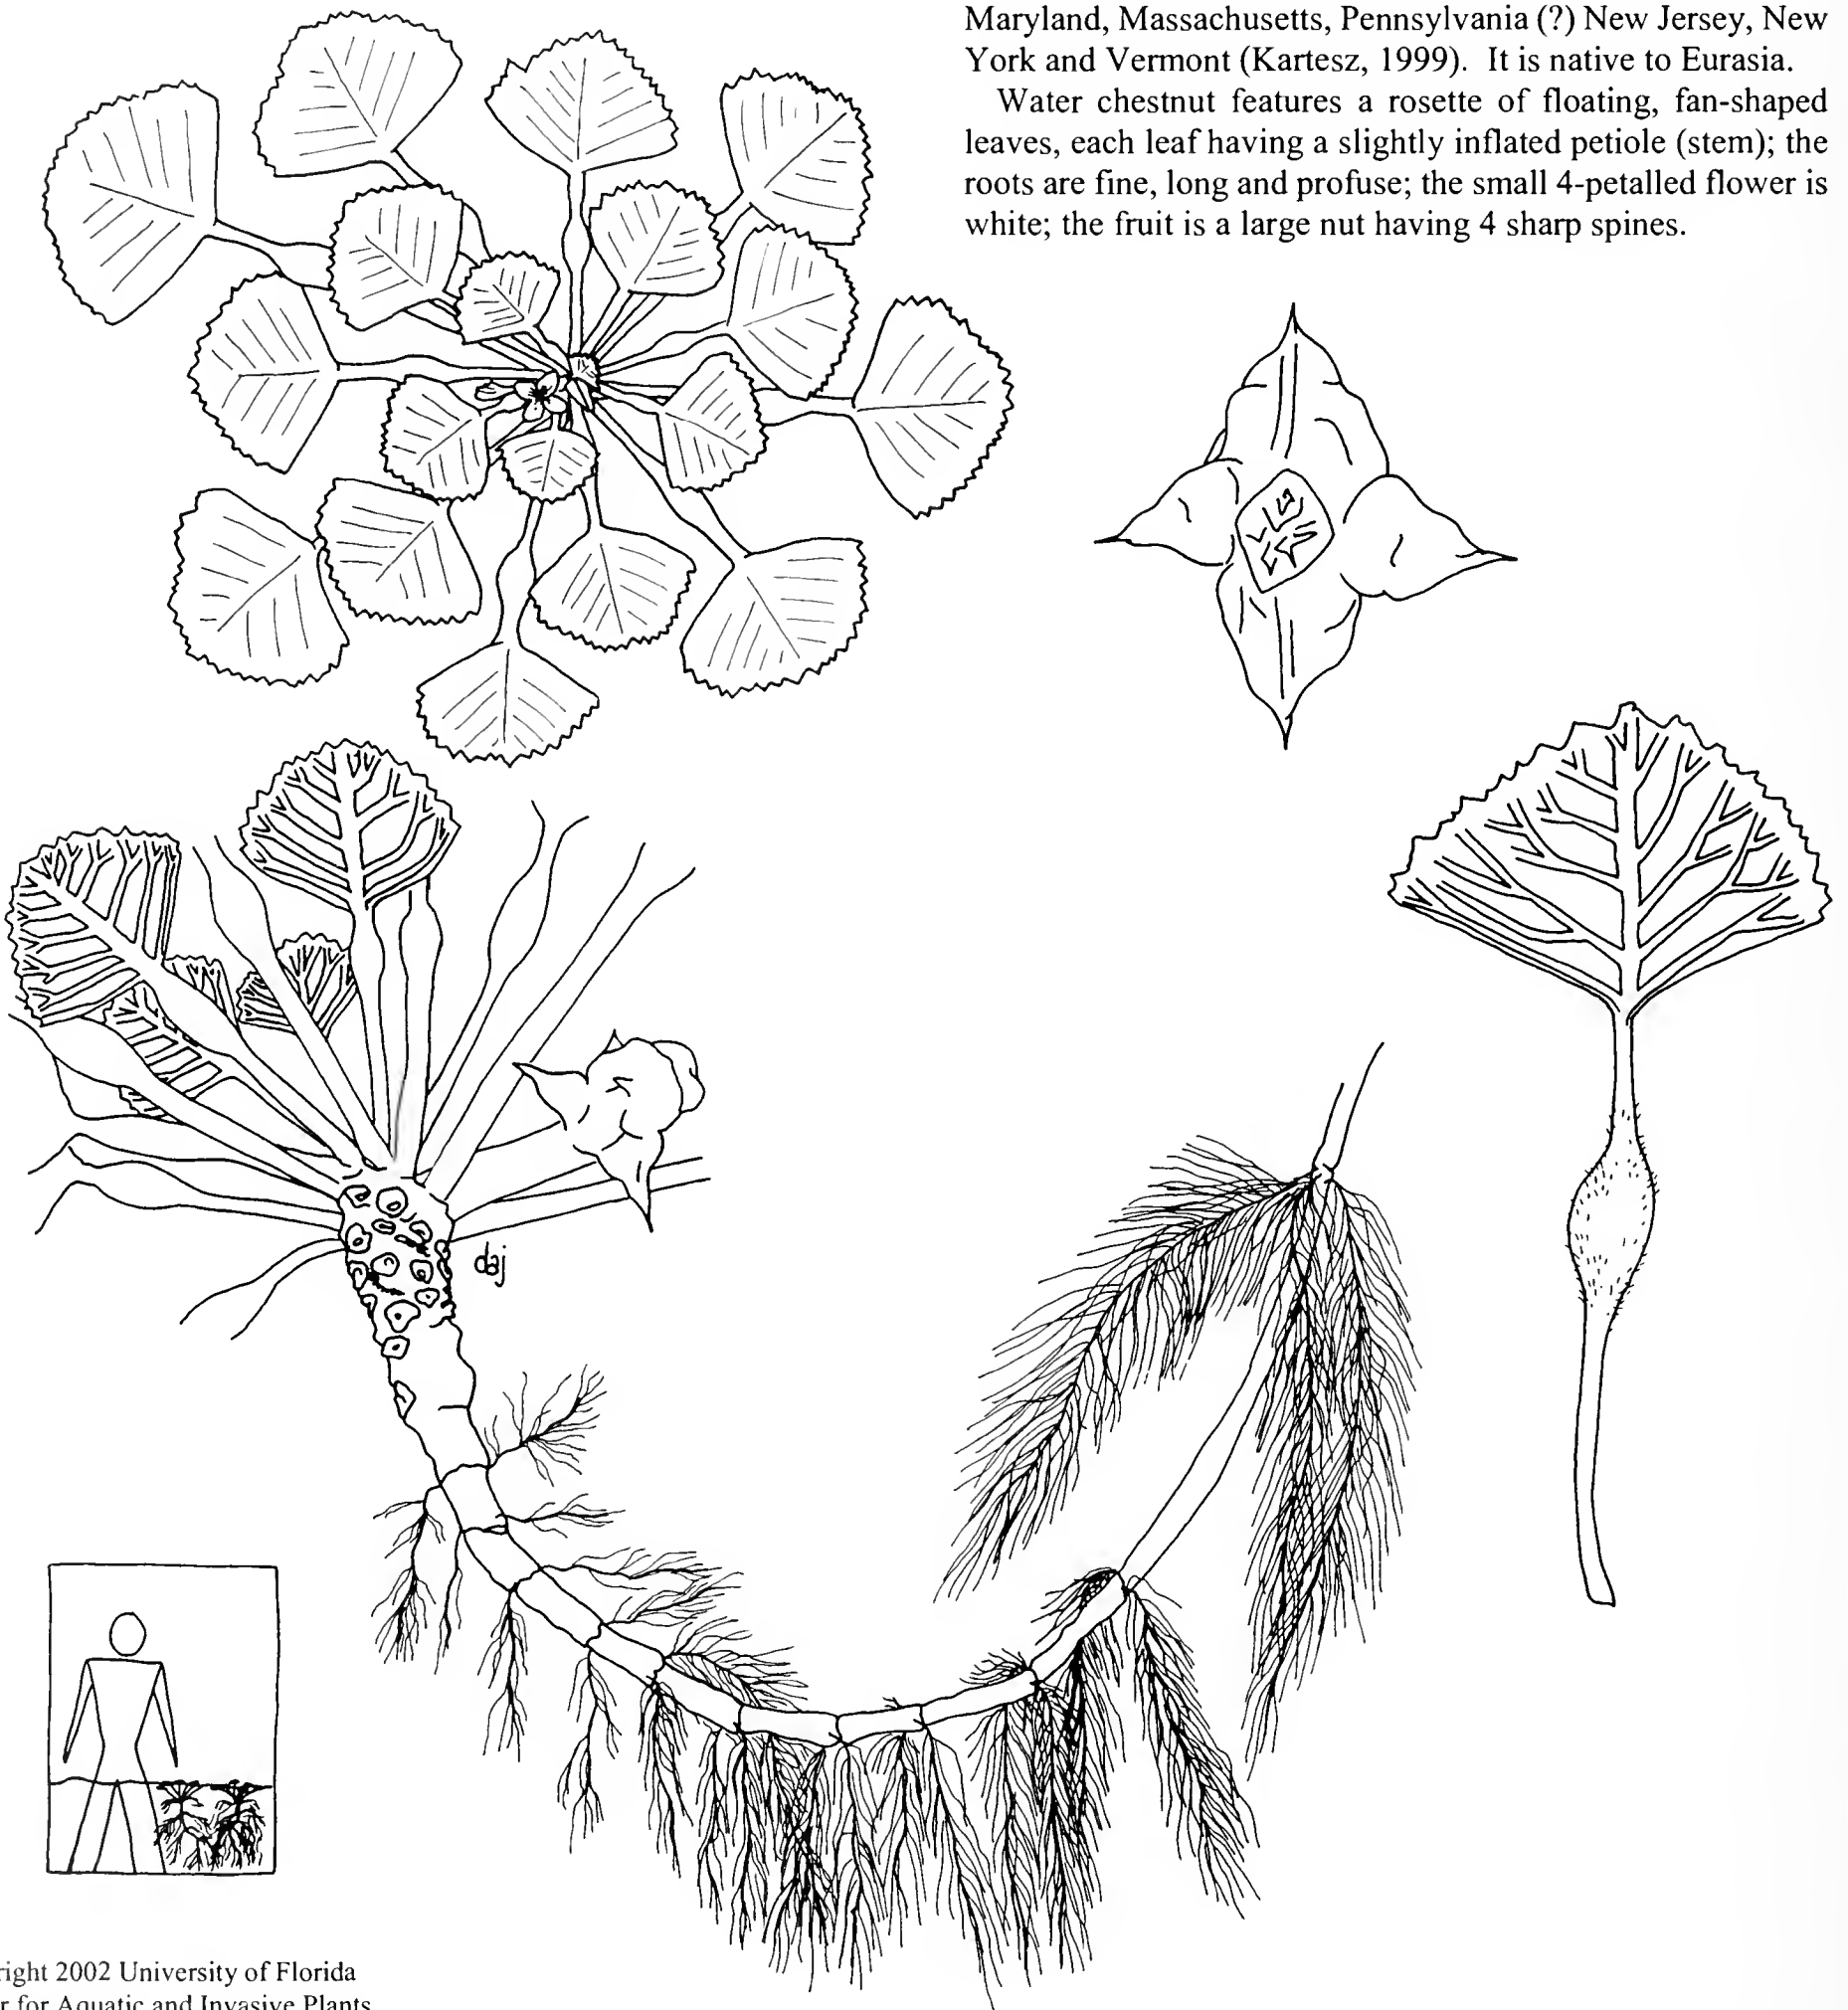 Maryland, Massachusetts, Pennsylvania (?) New Jersey, New
York and Vermont (Kartesz, 1999). It is native to Eurasia.
Water chestnut features a rosette of floating, fan-shaped
leaves, each leaf having a slightly inflated petiole (stem); the
roots are fine, long and profuse; the small 4-petalled flower is
white; the fruit is a large nut having 4 sharp spines.
daj
right 2002 University of Florida
r for Aquatic and Invasive Plants